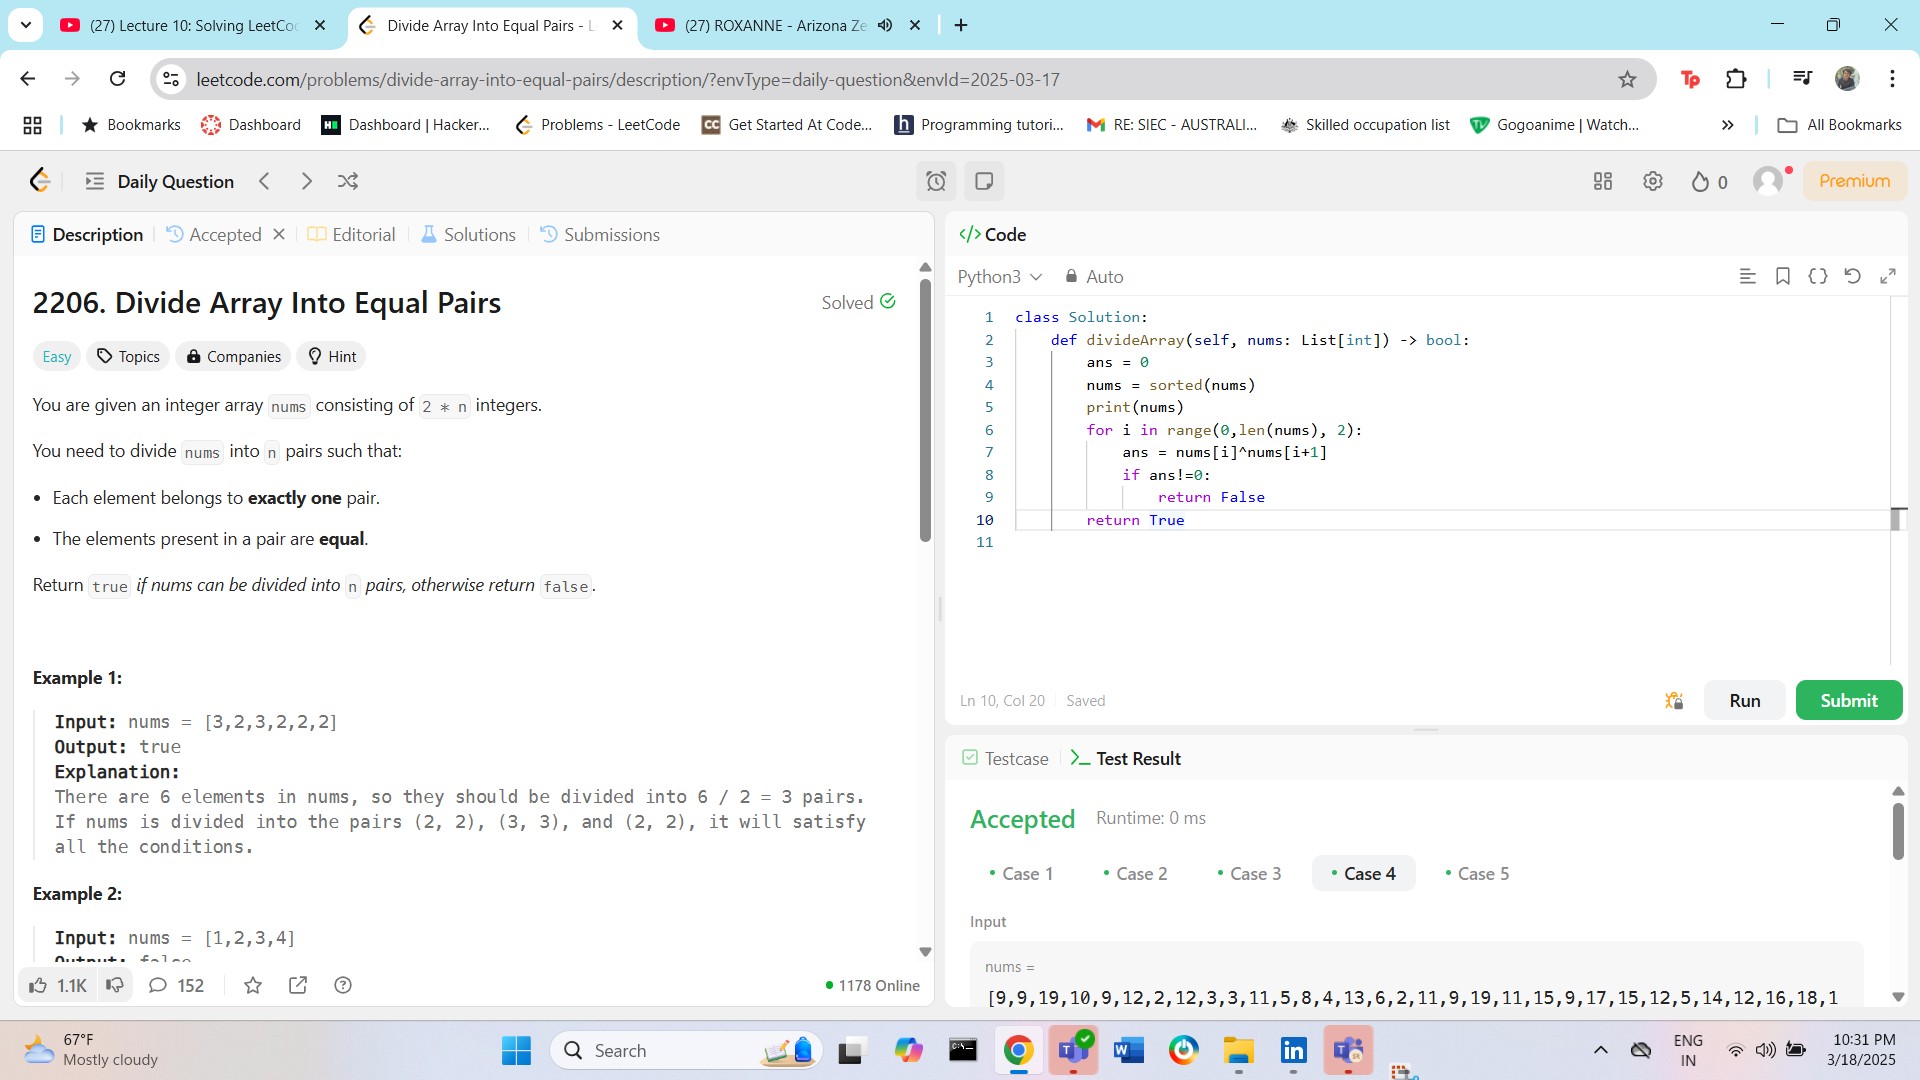 (27) Lecture 10: Solving LeetCo
Divide Array Into Equal Pairs - L
(27) ROXANNE - Arizona Ze
leetcode.com/problems/divide-array-into-equal-pairs/description/?envType=daily-question&envId=2025-03-17
Bookmarks
Dashboard
Dashboard | Hacker...
Problems - LeetCode
Get Started At Code...
Programming tutori...
RE: SIEC - AUSTRALI...
Skilled occupation list
Gogoanime | Watch...
All Bookmarks
Daily Question
0
Premium
Description
Accepted
Editorial
Solutions
Submissions
2206. Divide Array Into Equal Pairs
Solved
Easy
Topics
Companies
Hint
You are given an integer array nums consisting of 2 * n integers.
You need to divide nums into n pairs such that:
• Each element belongs to exactly one pair.
• The elements present in a pair are equal.
Return true if nums can be divided into n pairs, otherwise return false.
Example 1:
Input: nums = [3,2,3,2,2,2]
Output: true
Explanation:
There are 6 elements in nums, so they should be divided into 6 / 2 = 3 pairs.
If nums is divided into the pairs (2, 2), (3, 3), and (2, 2), it will satisfy
all the conditions.
Example 2:
Input: nums = [1,2,3,4]
Output: false
1.1K
152
1178 Online
</> Code
Python3
Auto
1 class Solution:
2 def divideArray(self, nums: List[int]) -> bool:
3 ans = 0
4 nums = sorted(nums)
5 print(nums)
6 for i in range(0,len(nums), 2):
7 ans = nums[i]^nums[i+1]
8 if ans!=0:
9 return False
10 return True
11
Ln 10, Col 20
Saved
Run
Submit
Testcase
Test Result
Accepted
Runtime: 0 ms
• Case 1
• Case 2
• Case 3
• Case 4
• Case 5
Input
nums =
[9,9,19,10,9,12,2,12,3,3,11,5,8,4,13,6,2,11,9,19,11,15,9,17,15,12,5,14,12,16,18,1
67°F
Mostly cloudy
Search
ENG
IN
10:31 PM
3/18/2025